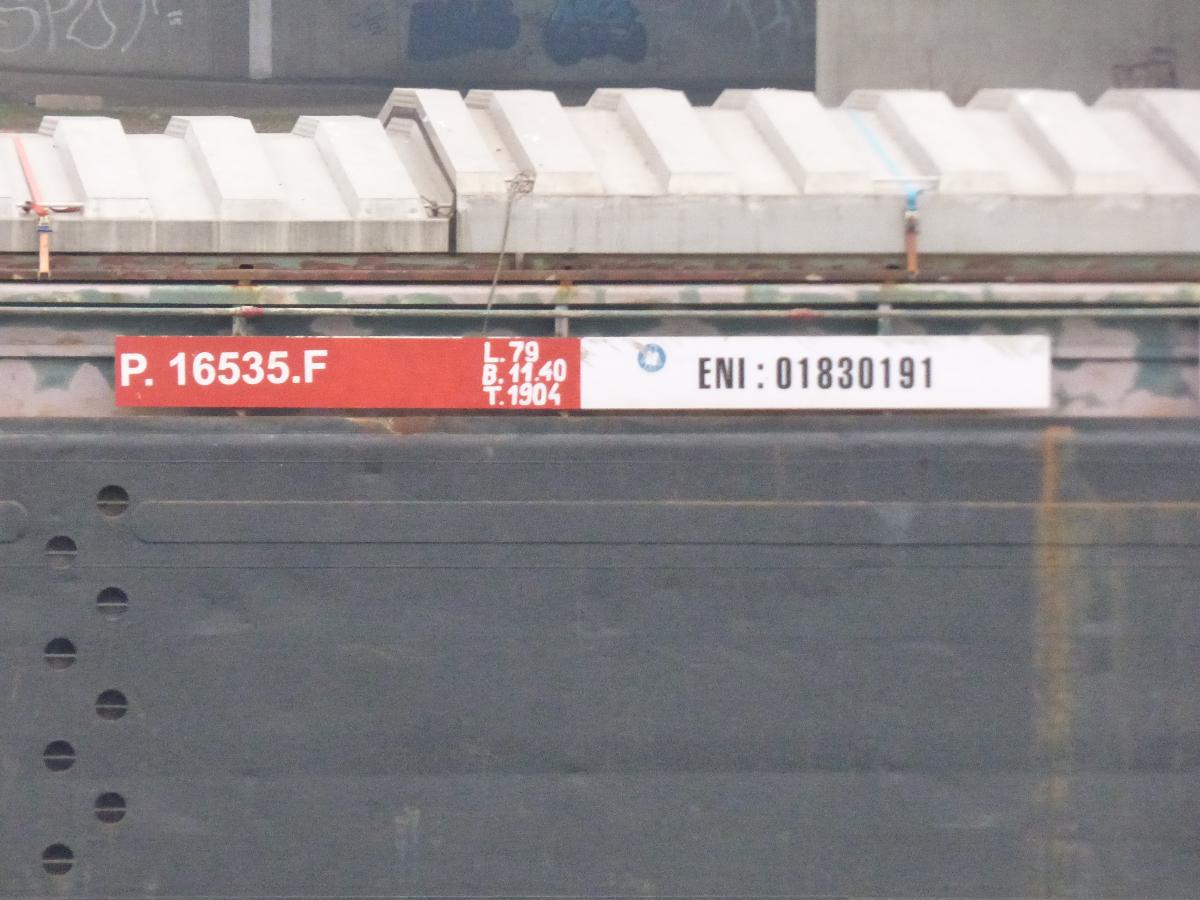 P. 16535.F
L. 79
B. 11.40
T. 1904
ENI : 01830191